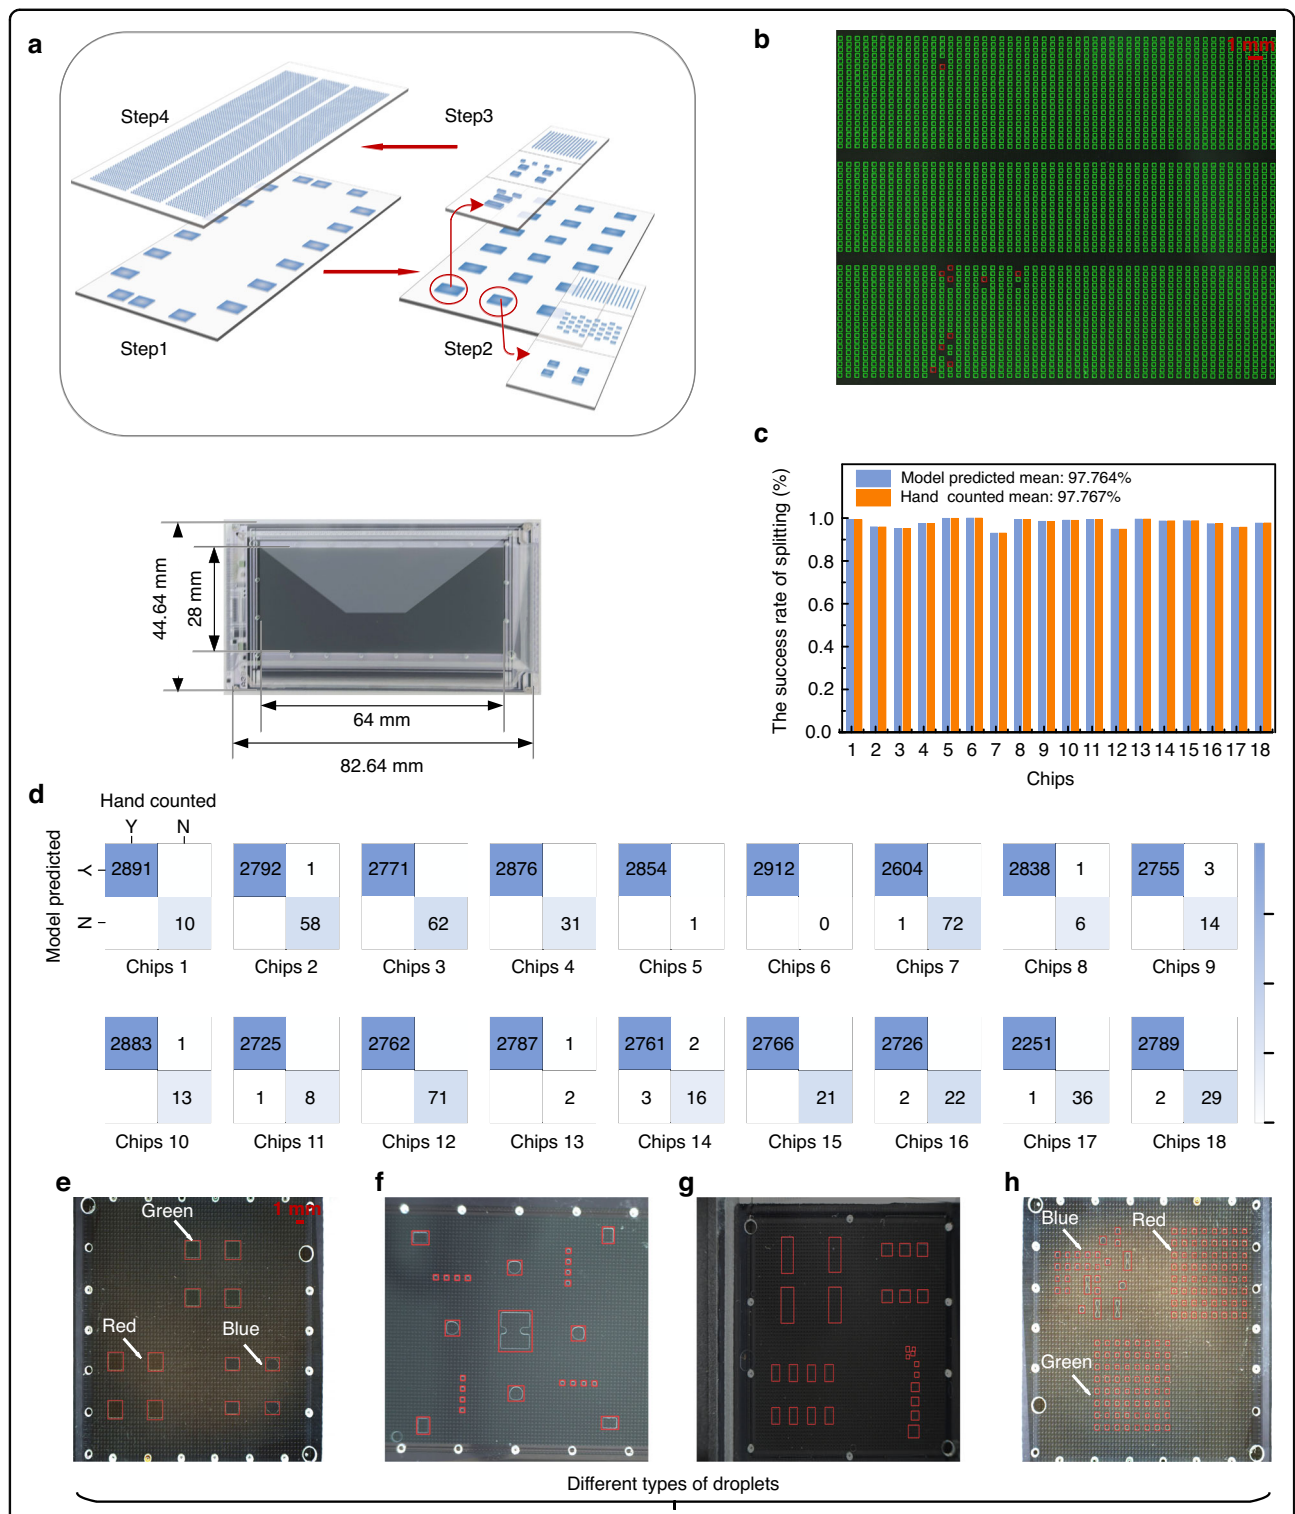 a
Step4
Step3
Step1
Step2
44.64 mm
28 mm
64 mm
82.64 mm
b
1 mm
c
Model predicted mean: 97.764%
Hand counted mean: 97.767%
The success rate of splitting (%)
1.0
0.8
0.6
0.4
0.2
0.0
1 2 3 4 5 6 7 8 9 10 11 12 13 14 15 16 17 18
Chips
d
Hand counted
Y N
Model predicted
Y
N
2891 2792 1 2771 2876 2854 2912 2604 2838 1 2755 3
10 58 62 31 1 0 1 72 6 14
Chips 1 Chips 2 Chips 3 Chips 4 Chips 5 Chips 6 Chips 7 Chips 8 Chips 9
2883 1 2725 2762 2787 1 2761 2 2766 2726 2251 2789
13 1 8 71 2 3 16 21 2 22 1 36 2 29
Chips 10 Chips 11 Chips 12 Chips 13 Chips 14 Chips 15 Chips 16 Chips 17 Chips 18
e
Green
1 mm
Red
Blue
f
g
h
Blue
Red
Green
Different types of droplets